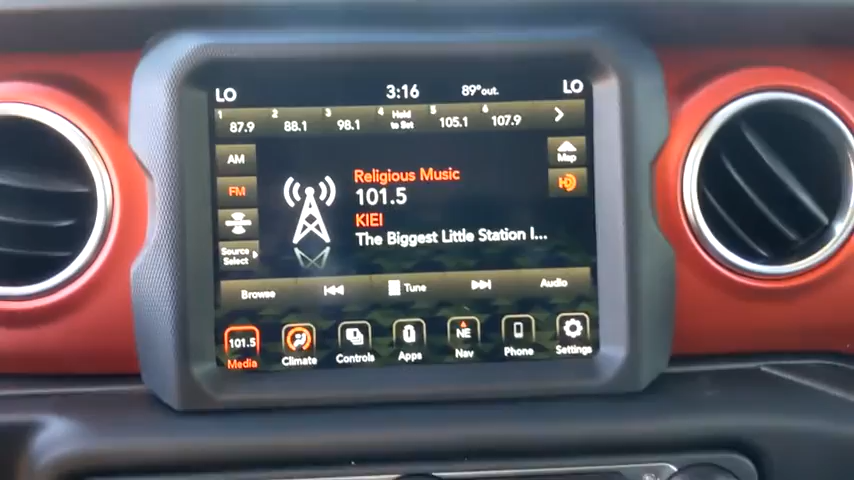 LO 3:16 89°out. LO
1 87.9 2 88.1 3 98.1 4 Hold to Set 5 105.1 6 107.9
AM
Map
FM
Religious Music
101.5
KIEI
The Biggest Little Station I...
Source
Select
Browse Tune Audio
101.5 NE
Media Climate Controls Apps Nav Phone Settings